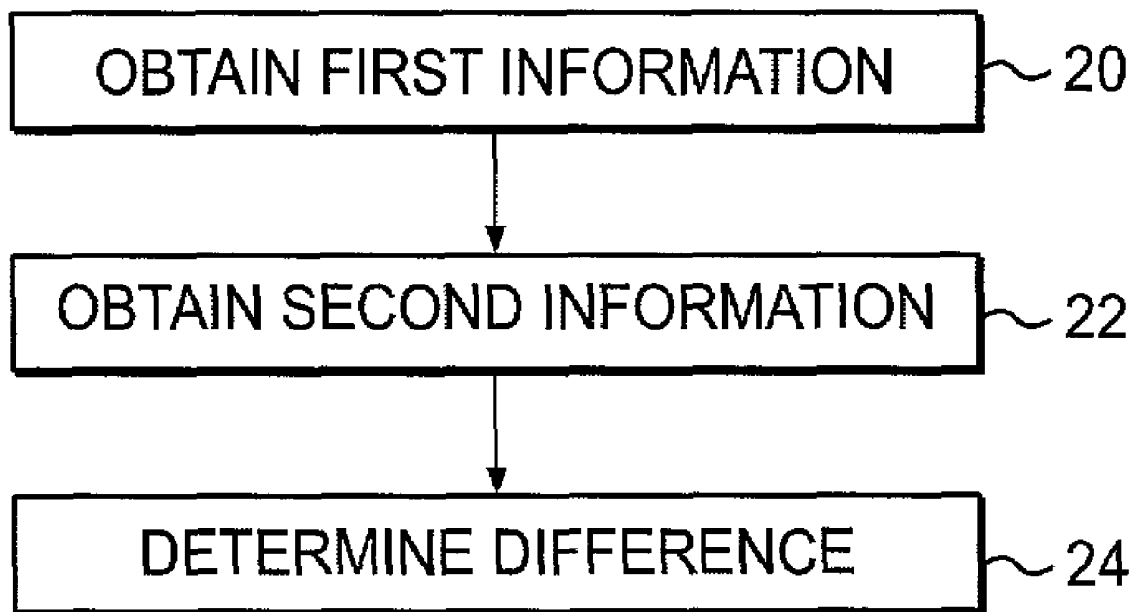 OBTAIN FIRST INFORMATION 20
OBTAIN SECOND INFORMATION 22
DETERMINE DIFFERENCE 24